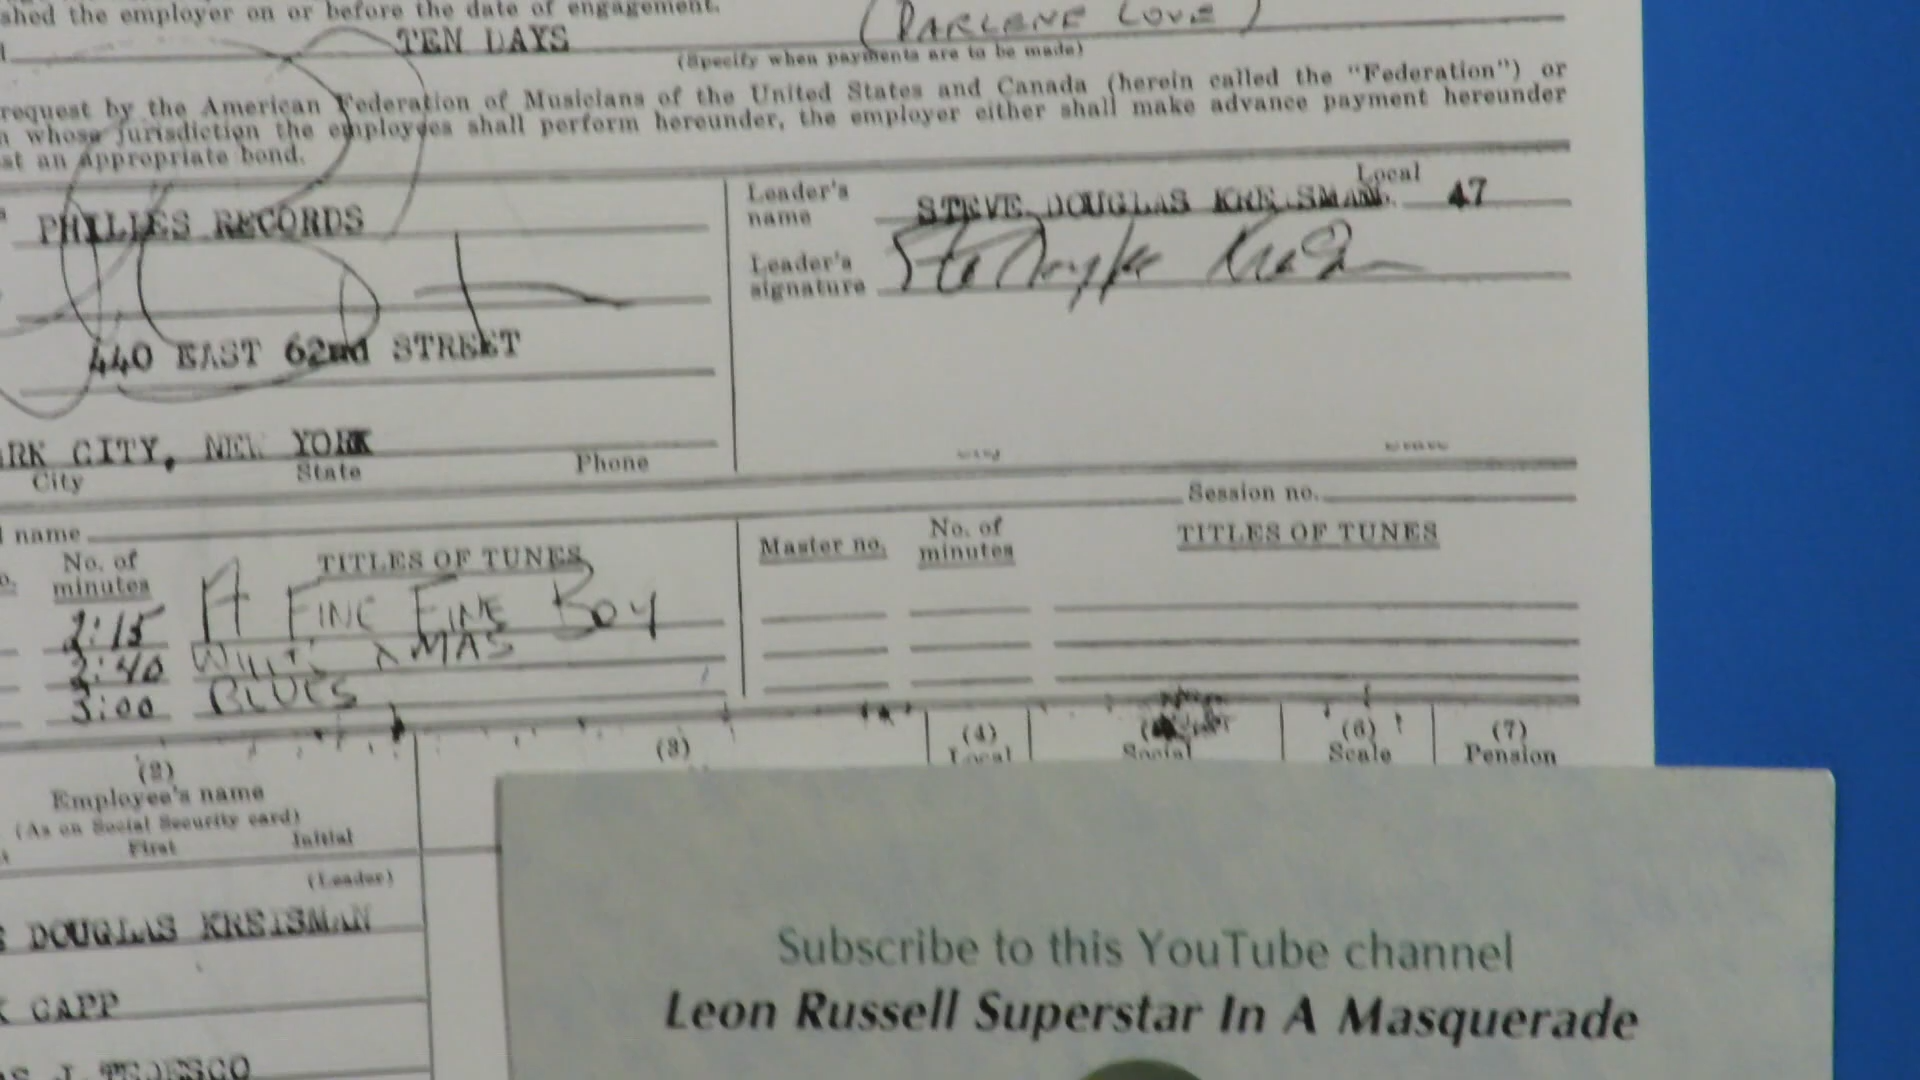 shed the employer on or before the date of engagement.
(DARLENE LOVE)
TEN DAYS
(Specify when payments are to be made)
request by the American Federation of Musicians of the United States and Canada (herein called the "Federation") or
n whose jurisdiction the employees shall perform hereunder, the employer either shall make advance payment hereunder
st an appropriate bond.
PHILLES RECORDS
Leader's name STEVE DOUGLAS KREISMAN Local 47
Leader's signature
440 EAST 62nd STREET
RK CITY, NEW YORK
City State Phone
Session no.
name
No. of minutes TITLES OF TUNES Master no. No. of minutes TITLES OF TUNES
2:15 A FINE FINE BOY
2:40 XMAS
3:00 BLUES
(2) (3) (4) (6) (7)
Employee's name Local Social Scale Pension
(As on Social Security card)
First Initial
(Leader)
DOUGLAS KREISMAN
K CAPP
AS J TEDESCO
Subscribe to this YouTube channel
Leon Russell Superstar In A Masquerade